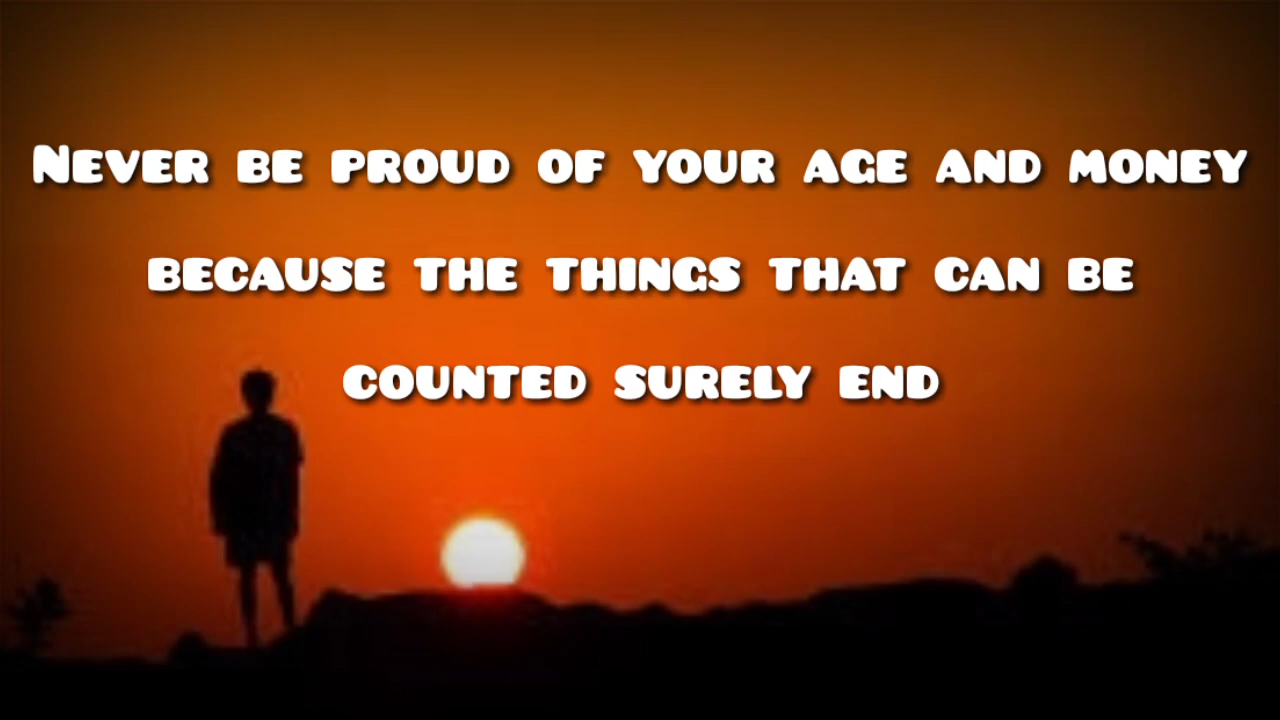 Never be proud of your age and money
because the things that can be
counted surely end